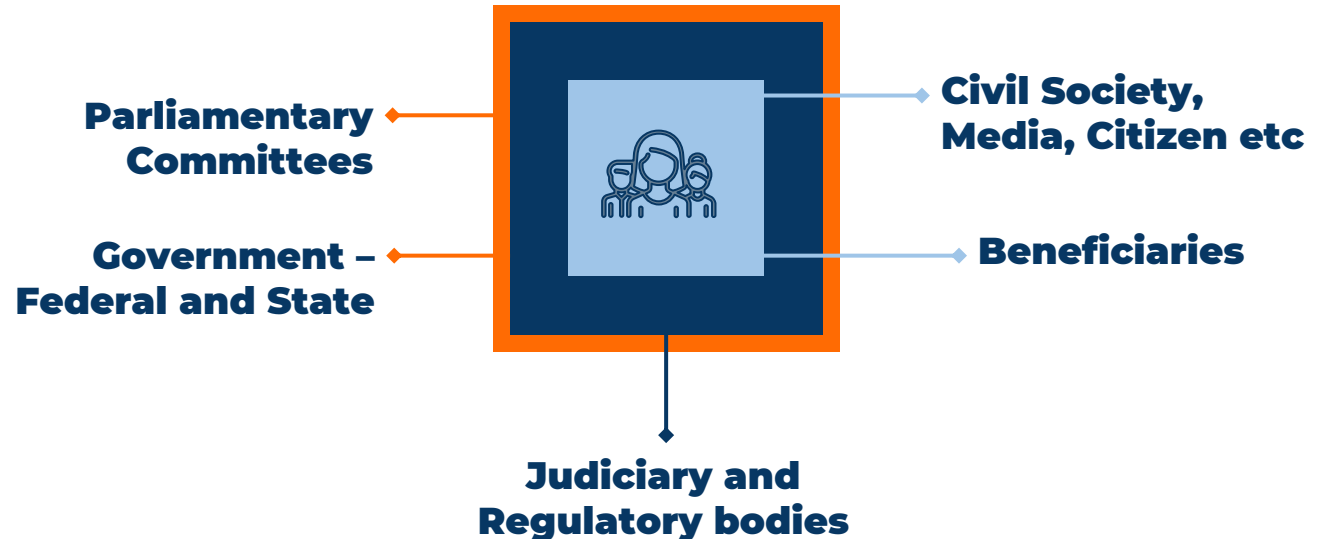 Parliamentary
Committees
Government –
Federal and State
Civil Society,
Media, Citizen etc
Beneficiaries
Judiciary and
Regulatory bodies